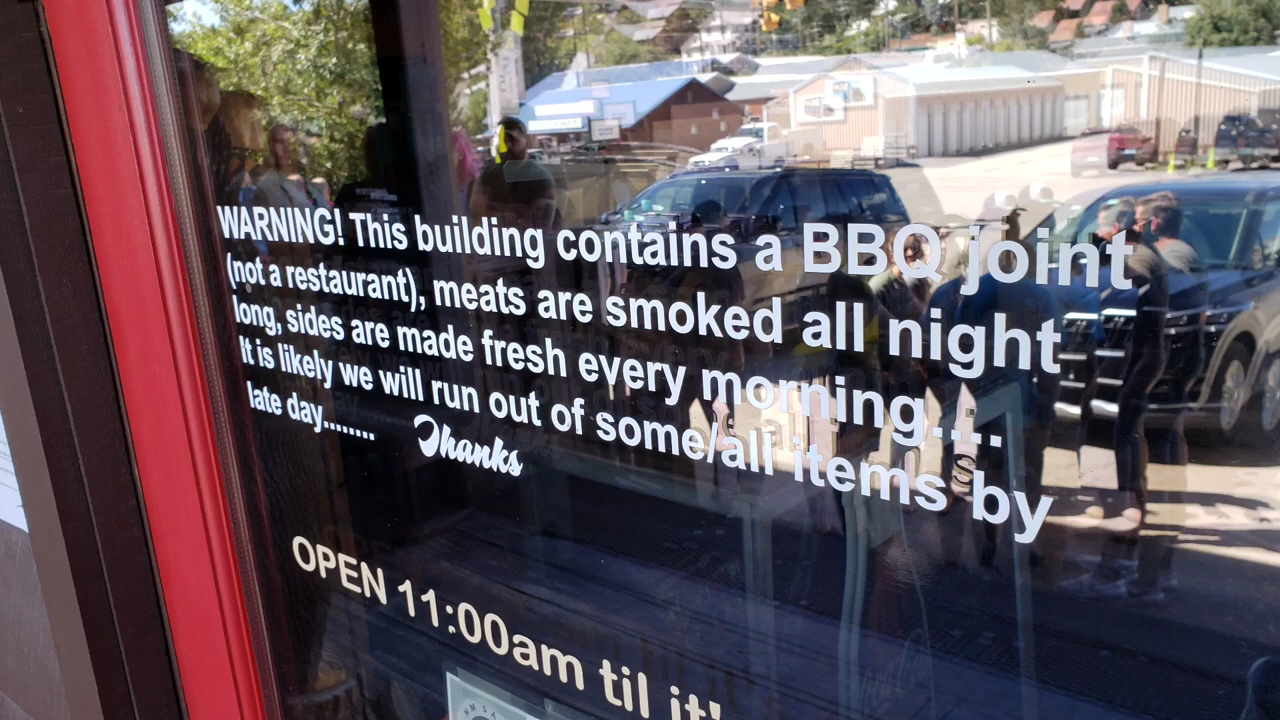 WARNING! This building contains a BBQ joint
(not a restaurant), meats are smoked all night
long, sides are made fresh every morning....
It is likely we will run out of some/all items by
late day........ Thanks
OPEN 11:00am til it'